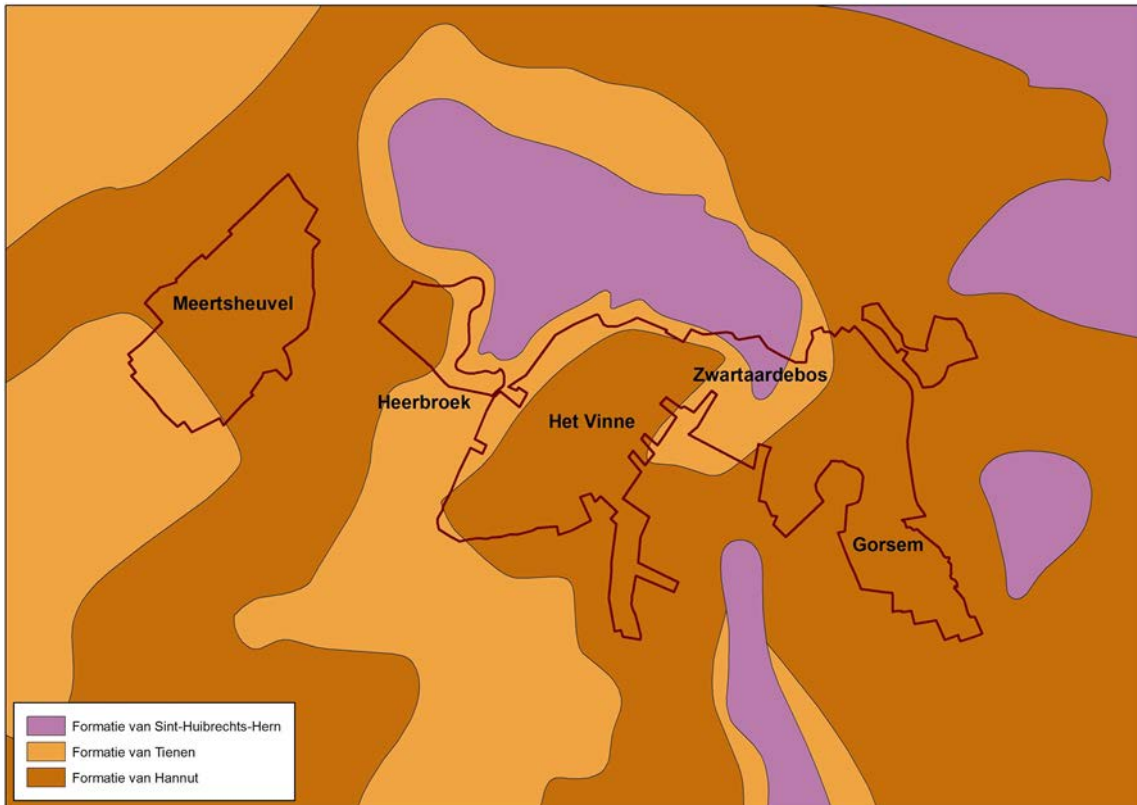 Meertsheuvel
Heerbroek
Het Vinne
Zwartaardebos
Gorsem
Formatie van Sint-Huibrechts-Hern
Formatie van Tienen
Formatie van Hannut